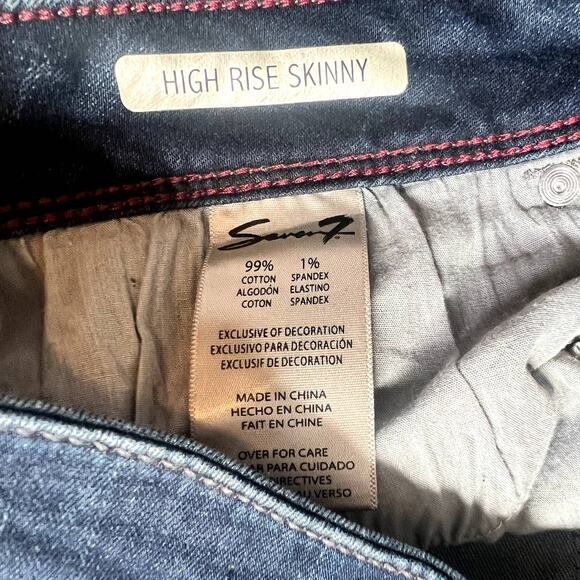 HIGH RISE SKINNY
Seven7
99% 1%
COTTON SPANDEX
ALGODÓN ELASTINO
COTON SPANDEX
EXCLUSIVE OF DECORATION
EXCLUSIVO PARA DECORACIÓN
EXCLUSIF DE DECORATION
MADE IN CHINA
HECHO EN CHINA
FAIT EN CHINE
OVER FOR CARE
PARA CUIDADO
DIRECTIVES
AU VERSO